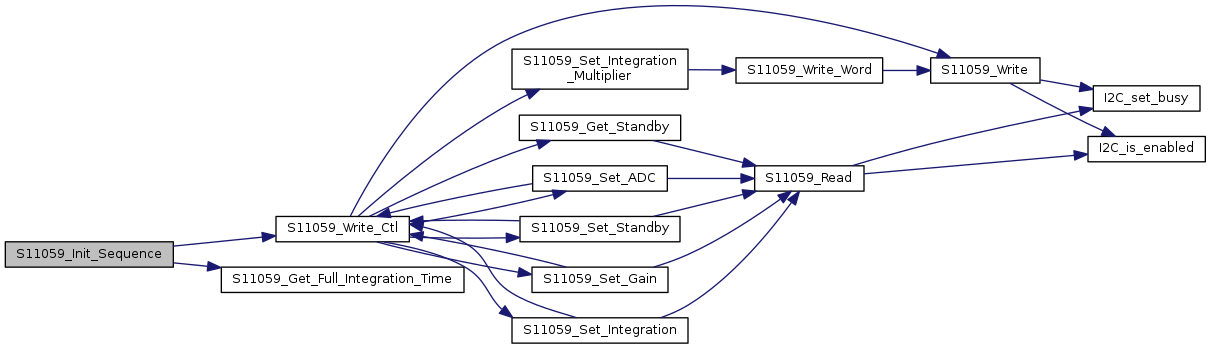 S11059_Init_Sequence
S11059_Write_Ctl
S11059_Get_Full_Integration_Time
S11059_Set_Integration
_Multiplier
S11059_Get_Standby
S11059_Set_ADC
S11059_Set_Standby
S11059_Set_Gain
S11059_Set_Integration
S11059_Write_Word
S11059_Read
S11059_Write
I2C_set_busy
I2C_is_enabled